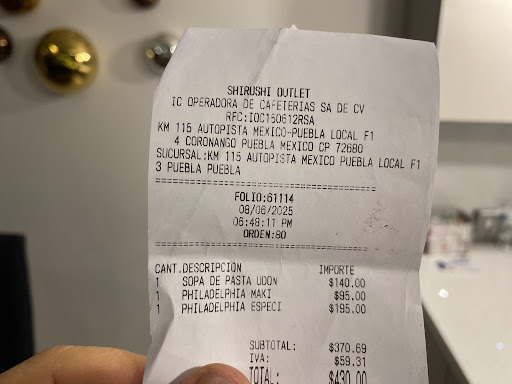 SHIRUSHI OUTLET
IC OPERADORA DE CAFETERIAS SA DE CV
RFC:IOC150612RSA
KM 115 AUTOPISTA MEXICO-PUEBLA LOCAL F1
4 CORONANGO PUEBLA MEXICO CP 72680
SUCURSAL:KM 115 AUTOPISTA MEXICO PUEBLA LOCAL F1
3 PUEBLA PUEBLA
FOLIO:61114
08/06/2025
06:48:11 PM
ORDEN:80
CANT.DESCRIPCION IMPORTE
1 SOPA DE PASTA UDON $140.00
1 PHILADELPHIA MAKI $95.00
1 PHILADELPHIA ESPECI $195.00
SUBTOTAL: $370.69
IVA: $59.31
TOTAL: $430.00